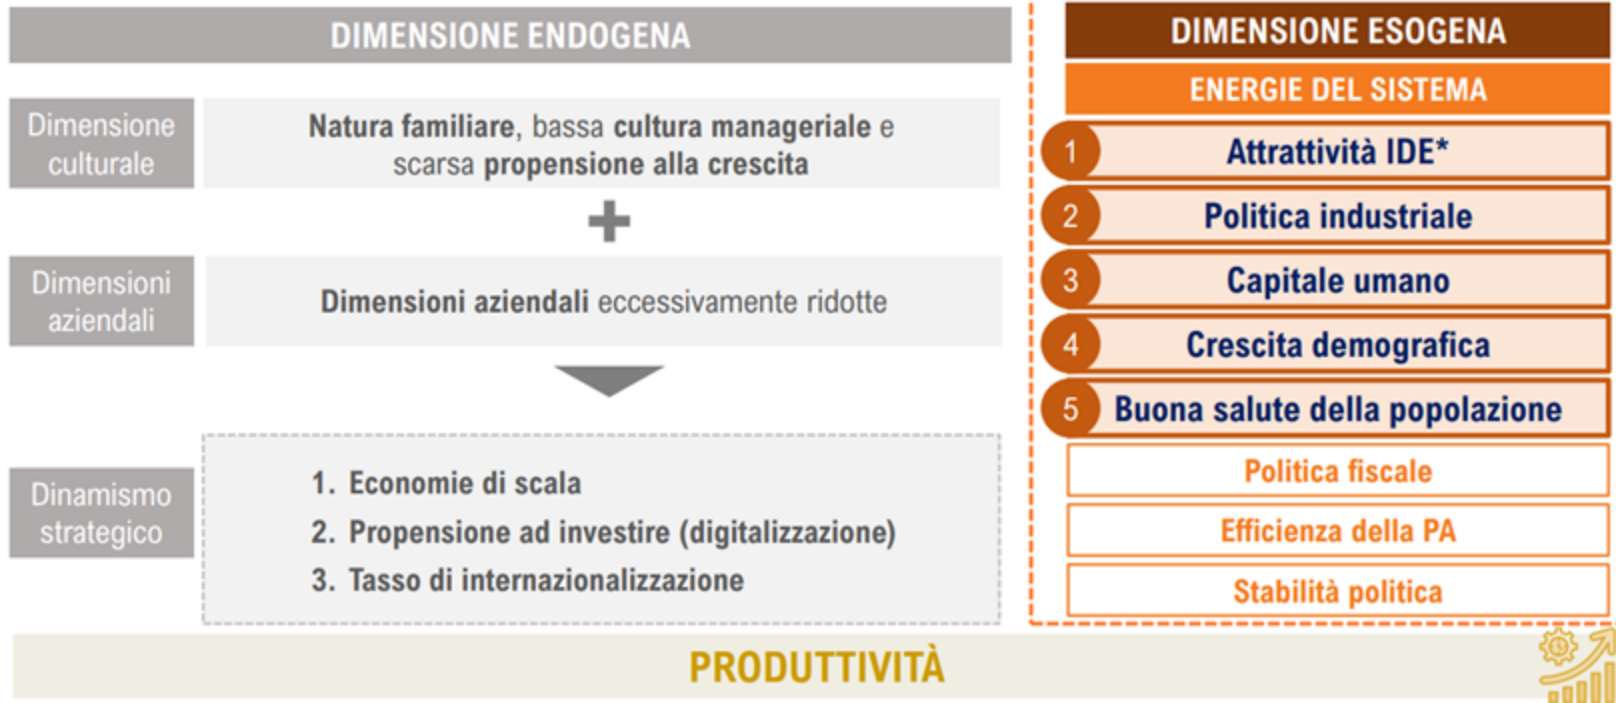 DIMENSIONE ENDOGENA
Dimensione
culturale
Natura familiare, bassa cultura manageriale e
scarsa propensione alla crescita
Dimensioni
aziendali
Dimensioni aziendali eccessivamente ridotte
Dinamismo
strategico
1. Economie di scala
2. Propensione ad investire (digitalizzazione)
3. Tasso di internazionalizzazione
DIMENSIONE ESOGENA
ENERGIE DEL SISTEMA
1 Attrattività IDE*
2 Politica industriale
3 Capitale umano
4 Crescita demografica
5 Buona salute della popolazione
Politica fiscale
Efficienza della PA
Stabilità politica
PRODUTTIVITÀ